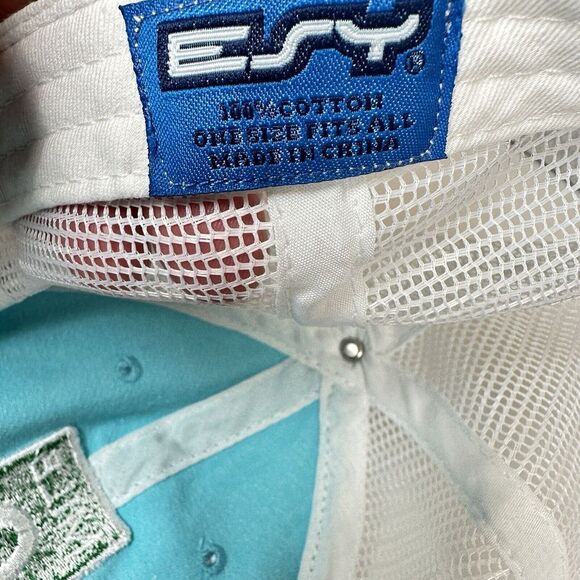 ESY®
100% COTTON
ONE SIZE FITS ALL
MADE IN CHINA